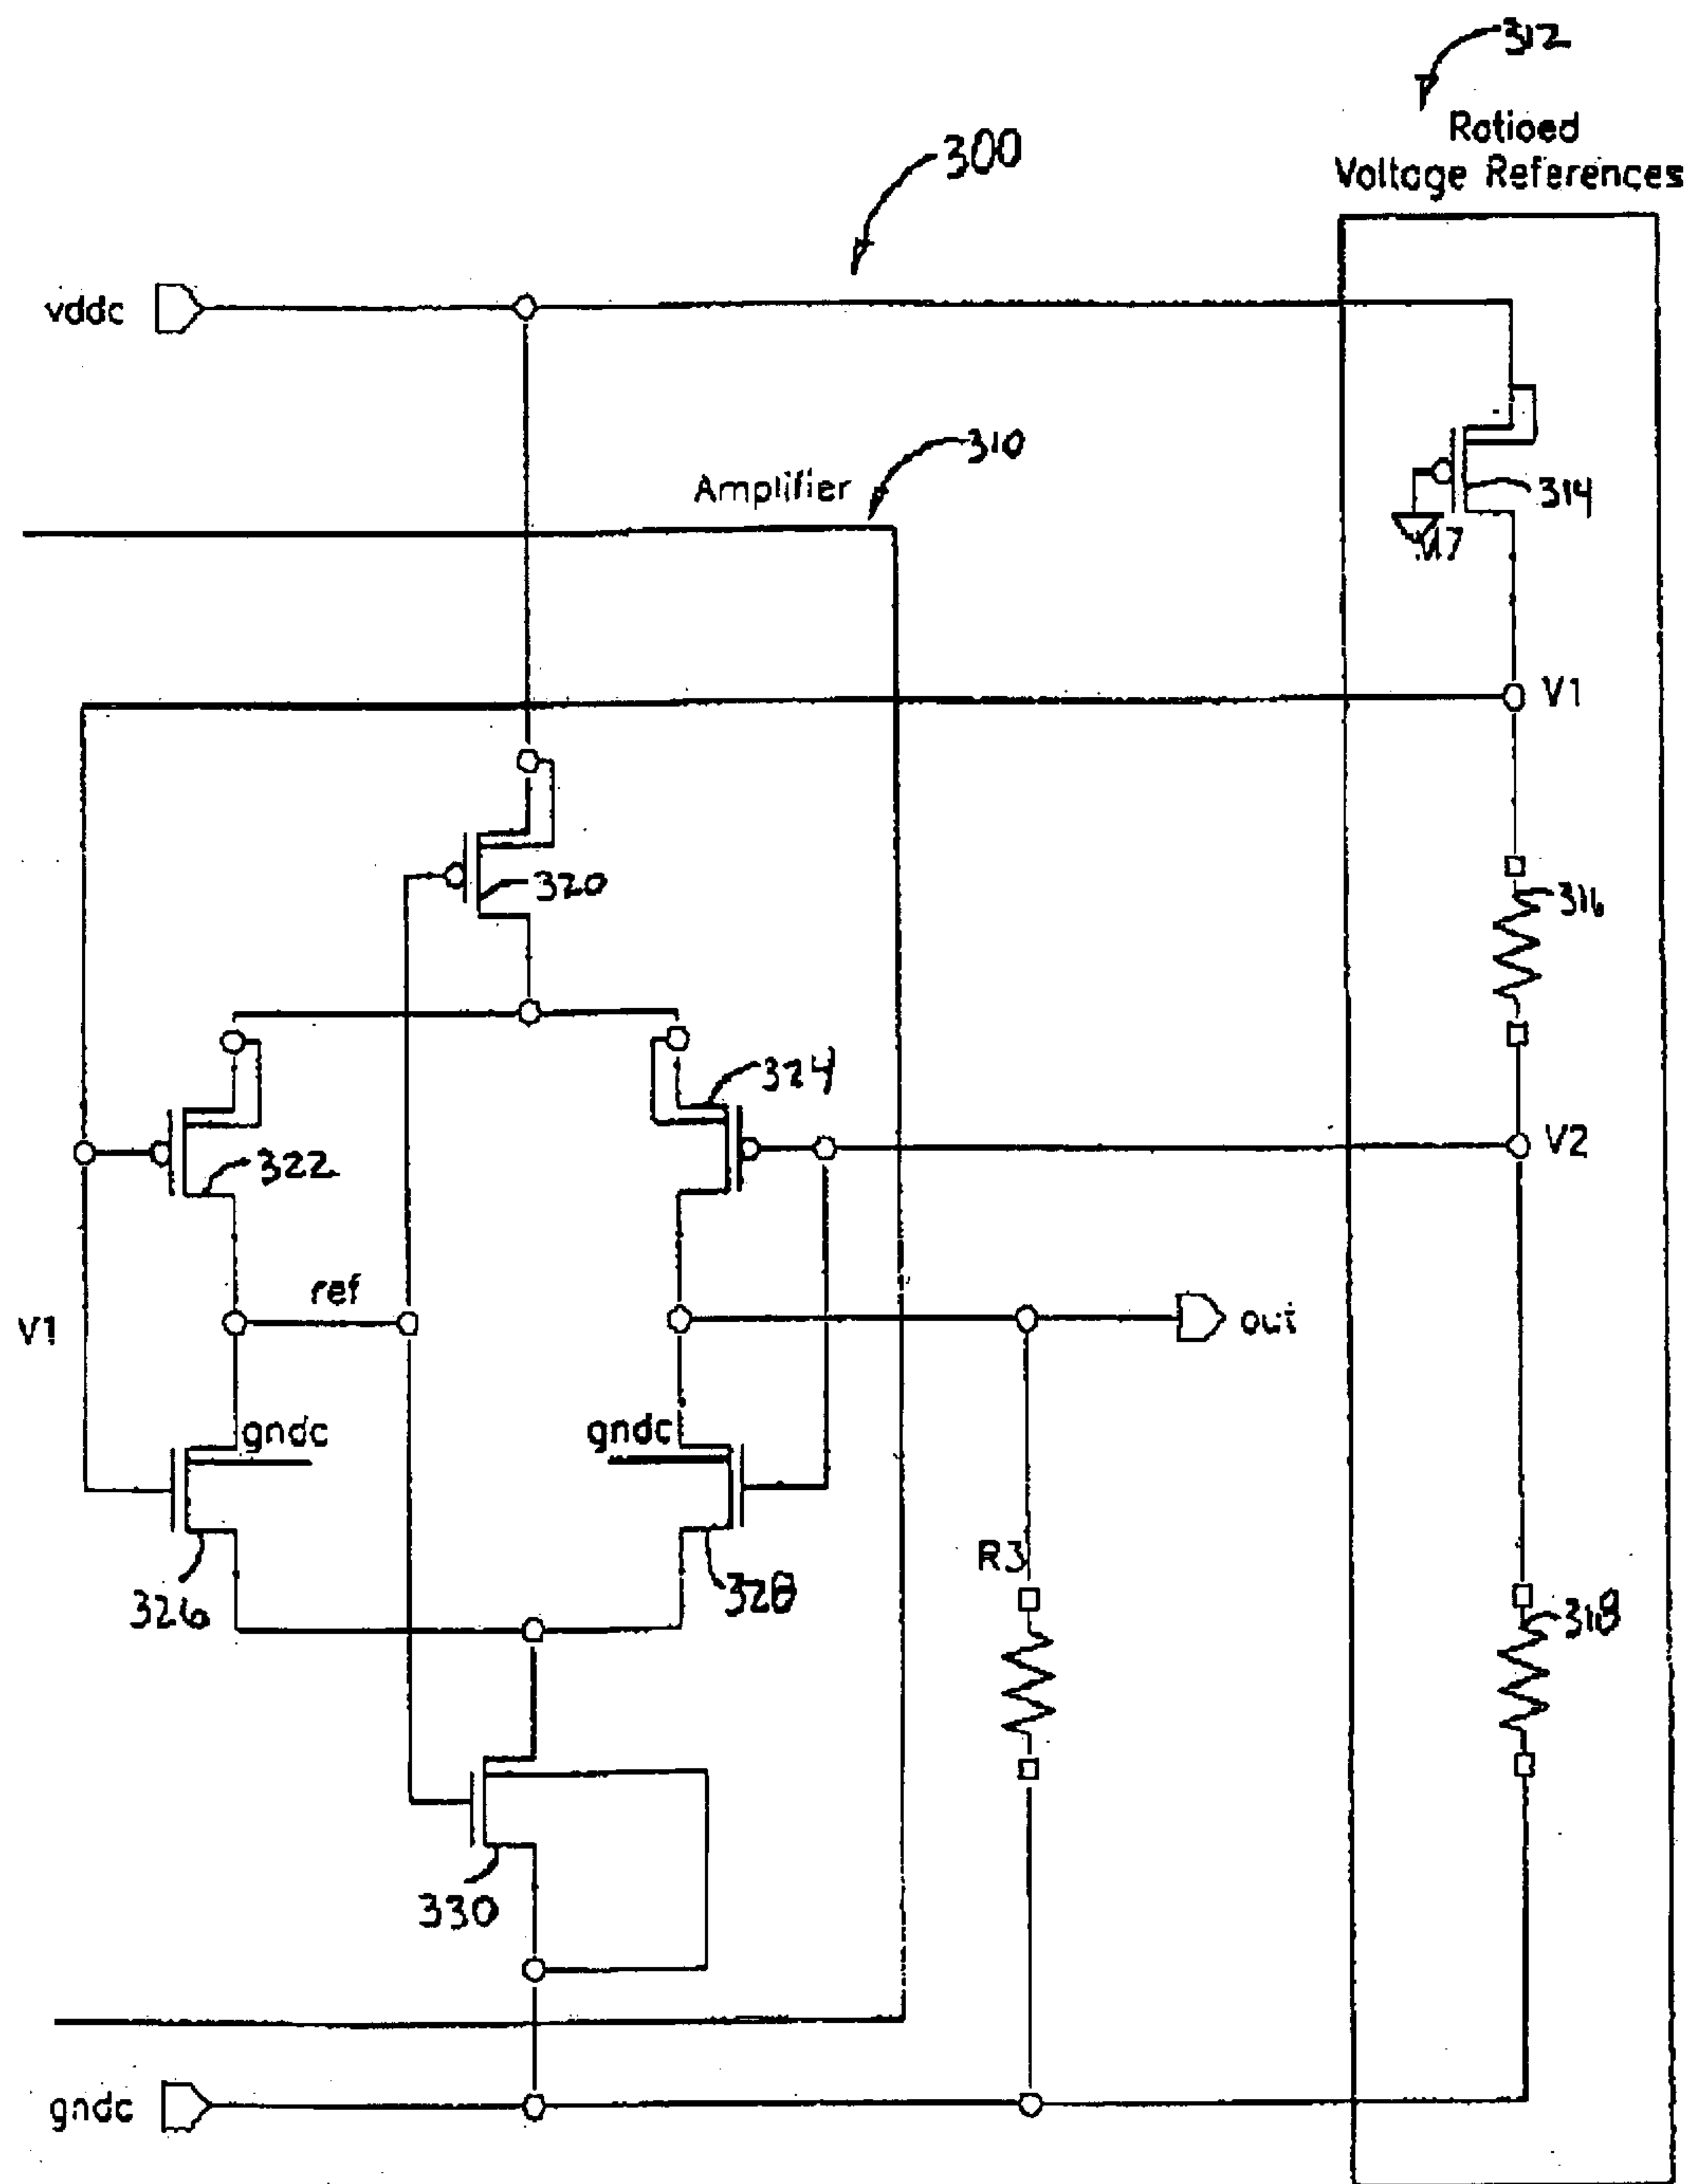 312
Ratioed
Voltage References
300
vddc
310
Amplifier
314
M7
V1
320
316
324
V2
322
ref
V1
out
gndc
gndc
R3
326
328
318
330
gndc